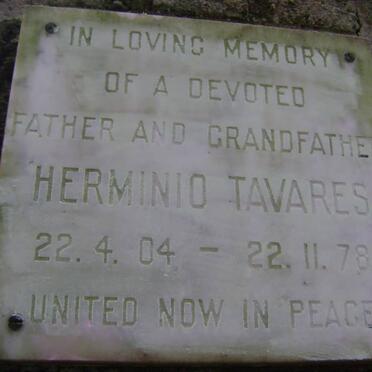 IN LOVING MEMORY
OF A DEVOTED
FATHER AND GRANDFATHE
HERMINIO TAVARES
22. 4. 04 - 22. 11. 78
UNITED NOW IN PEACE